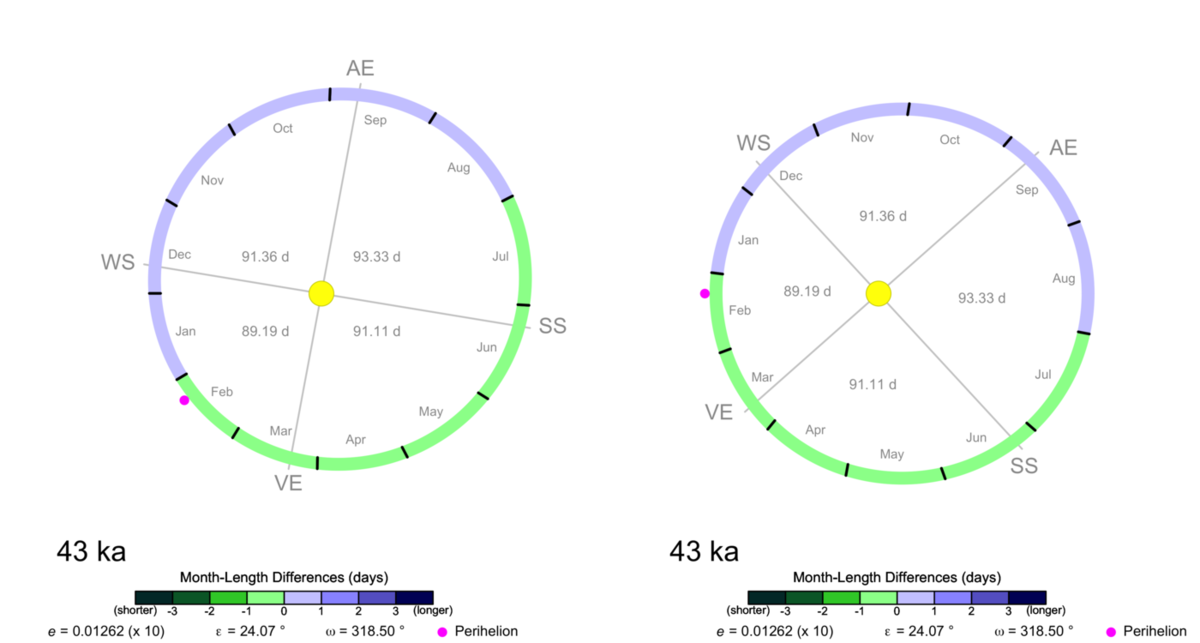 AE
Sep
Oct
Aug
Nov
WS
Dec
91.36 d
93.33 d
Jul
SS
Jan
89.19 d
91.11 d
Jun
Feb
May
Mar
Apr
VE
43 ka
Month-Length Differences (days)
(shorter) -3 -2 -1 0 1 2 3 (longer)
e = 0.01262 (x 10) ε = 24.07 ° ω = 318.50 ° Perihelion
WS
Nov
Oct
AE
Dec
Sep
91.36 d
Jan
Aug
89.19 d
93.33 d
Feb
Mar
Jul
91.11 d
VE
Apr
Jun
May
SS
43 ka
Month-Length Differences (days)
(shorter) -3 -2 -1 0 1 2 3 (longer)
e = 0.01262 (x 10) ε = 24.07 ° ω = 318.50 ° Perihelion